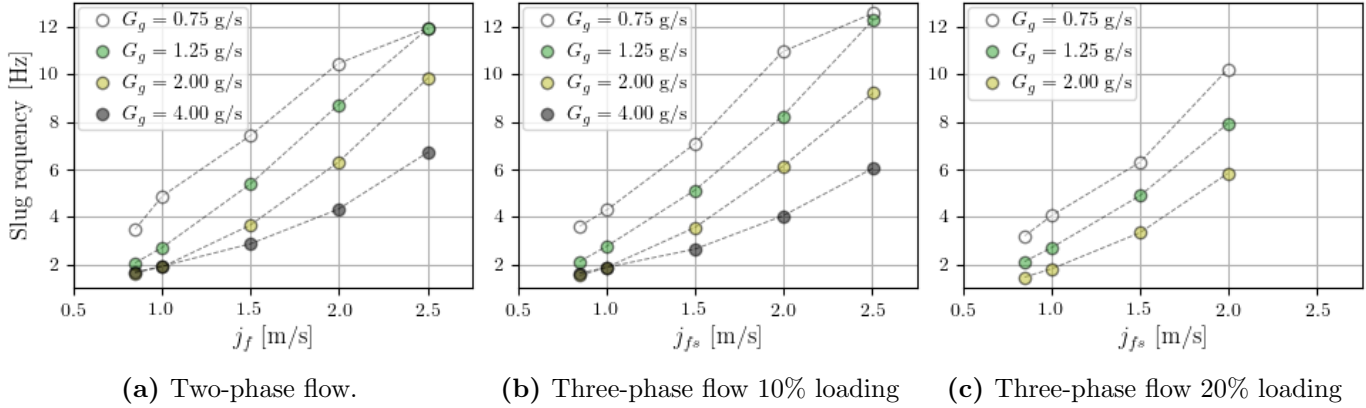 Slug requency [Hz]
12
10
8
6
4
2
G_g = 0.75 g/s
G_g = 1.25 g/s
G_g = 2.00 g/s
G_g = 4.00 g/s
0.5 1.0 1.5 2.0 2.5
j_f [m/s]
(a) Two-phase flow.
12
10
8
6
4
2
G_g = 0.75 g/s
G_g = 1.25 g/s
G_g = 2.00 g/s
G_g = 4.00 g/s
0.5 1.0 1.5 2.0 2.5
j_{fs} [m/s]
(b) Three-phase flow 10% loading
12
10
8
6
4
2
G_g = 0.75 g/s
G_g = 1.25 g/s
G_g = 2.00 g/s
0.5 1.0 1.5 2.0 2.5
j_{fs} [m/s]
(c) Three-phase flow 20% loading